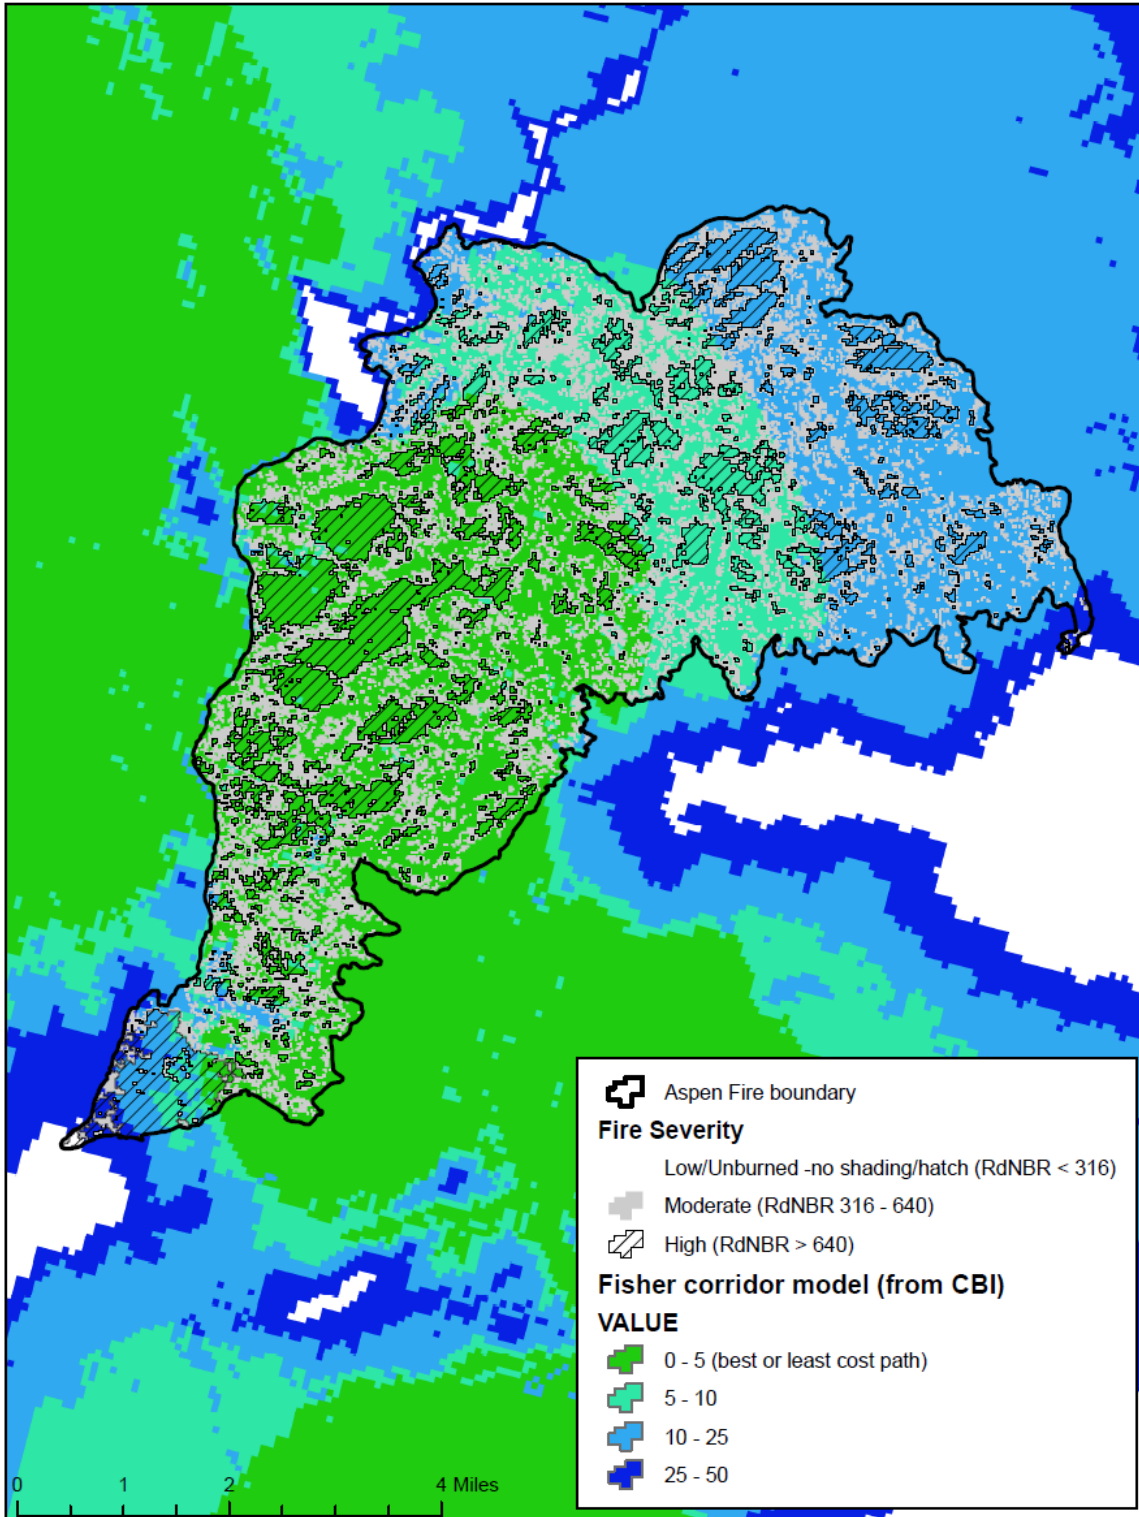 Aspen Fire boundary
Fire Severity
Low/Unburned -no shading/hatch (RdNBR < 316)
Moderate (RdNBR 316 - 640)
High (RdNBR > 640)
Fisher corridor model (from CBI)
VALUE
0 - 5 (best or least cost path)
5 - 10
10 - 25
25 - 50
0 1 2 4 Miles